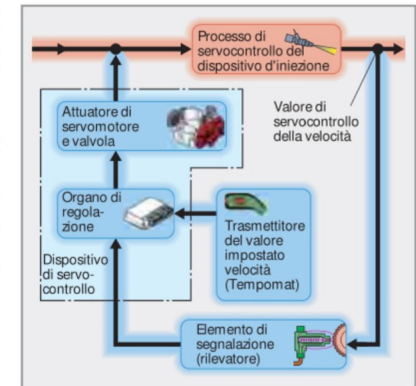 Processo di
servocontrollo del
dispositivo d'iniezione
Attuatore di
servomotore
e valvola
Valore di
servocontrollo
della velocità
Organo di
regola-
zione
Trasmettitore
del valore
impostato
velocità
(Tempomat)
Dispositivo
di servo-
controllo
Elemento di
segnalazione
(rilevatore)